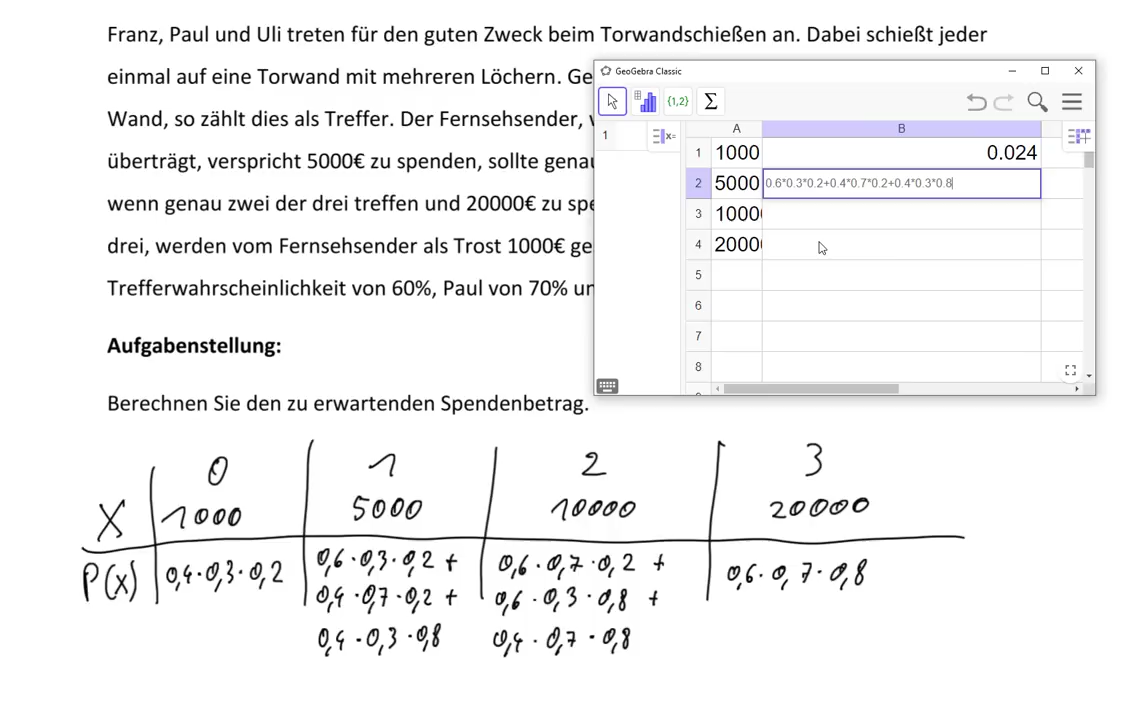 Franz, Paul und Uli treten für den guten Zweck beim Torwandschießen an. Dabei schießt jeder
einmal auf eine Torwand mit mehreren Löchern. Ge
Wand, so zählt dies als Treffer. Der Fernsehsender,
überträgt, verspricht 5000€ zu spenden, sollte genau
wenn genau zwei der drei treffen und 20000€ zu spe
drei, werden vom Fernsehsender als Trost 1000€ ge
Trefferwahrscheinlichkeit von 60%, Paul von 70% un
Aufgabenstellung:
Berechnen Sie den zu erwartenden Spendenbetrag.
GeoGebra Classic
{1,2} Σ
1 x=
A B
1 1000 0.024
2 5000 0.6*0.3*0.2+0.4*0.7*0.2+0.4*0.3*0.8
3 1000
4 2000
5
6
7
8
0 1 2 3
X 1000 5000 10000 20000
P(x) 0,4·0,3·0,2 0,6·0,3·0,2 + 0,6·0,7·0,2 + 0,6·0,7·0,8
0,4·0,7·0,2 + 0,6·0,3·0,8 +
0,4·0,3·0,8 0,4·0,7·0,8